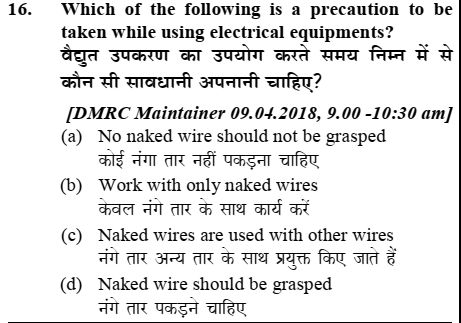 16. Which of the following is a precaution to be
taken while using electrical equipments?
वैद्युत उपकरण का उपयोग करते समय निम्न में से
कौन सी सावधानी अपनानी चाहिए?
[DMRC Maintainer 09.04.2018, 9.00 -10:30 am]
(a) No naked wire should not be grasped
कोई नंगा तार नहीं पकड़ना चाहिए
(b) Work with only naked wires
केवल नंगे तार के साथ कार्य करें
(c) Naked wires are used with other wires
नंगे तार अन्य तार के साथ प्रयुक्त किए जाते हैं
(d) Naked wire should be grasped
नंगे तार पकड़ने चाहिए